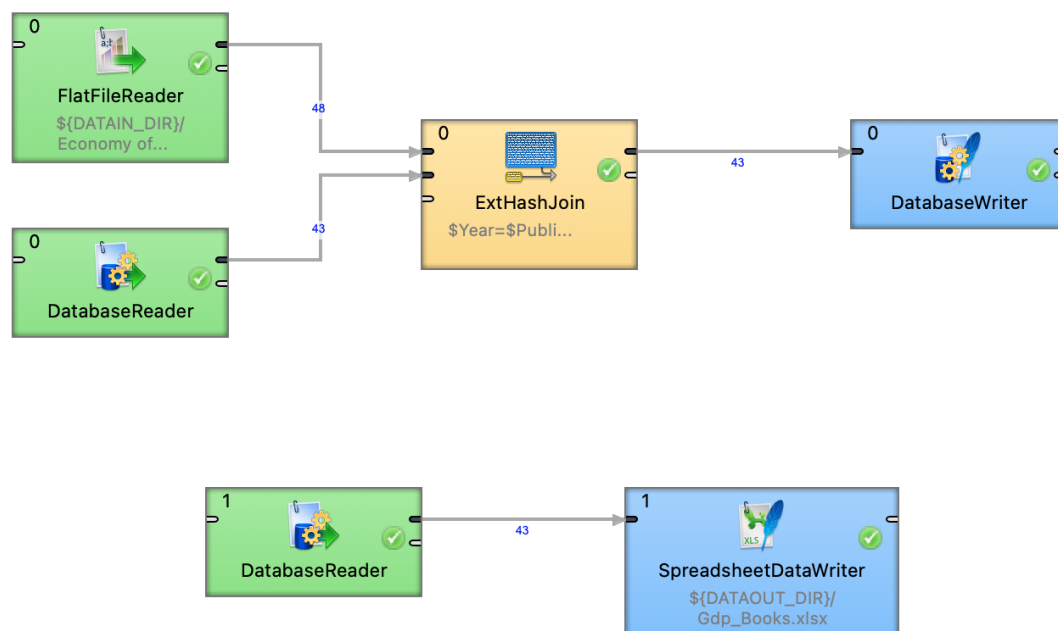 0
a;b
FlatFileReader
${DATAIN_DIR}/
Economy of...
48
0
ExtHashJoin
$Year=$Publi...
43
0
DatabaseWriter
0
DatabaseReader
43
1
DatabaseReader
43
1
XLS
SpreadsheetDataWriter
${DATAOUT_DIR}/
Gdp_Books.xlsx